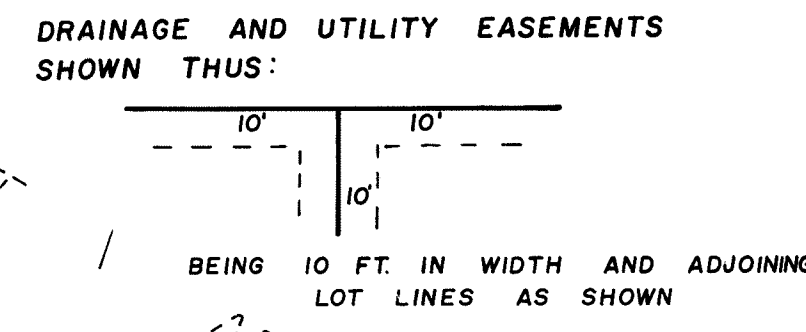 DRAINAGE AND UTILITY EASEMENTS
SHOWN THUS:
10' 10'
10'
BEING 10 FT. IN WIDTH AND ADJOINING
LOT LINES AS SHOWN